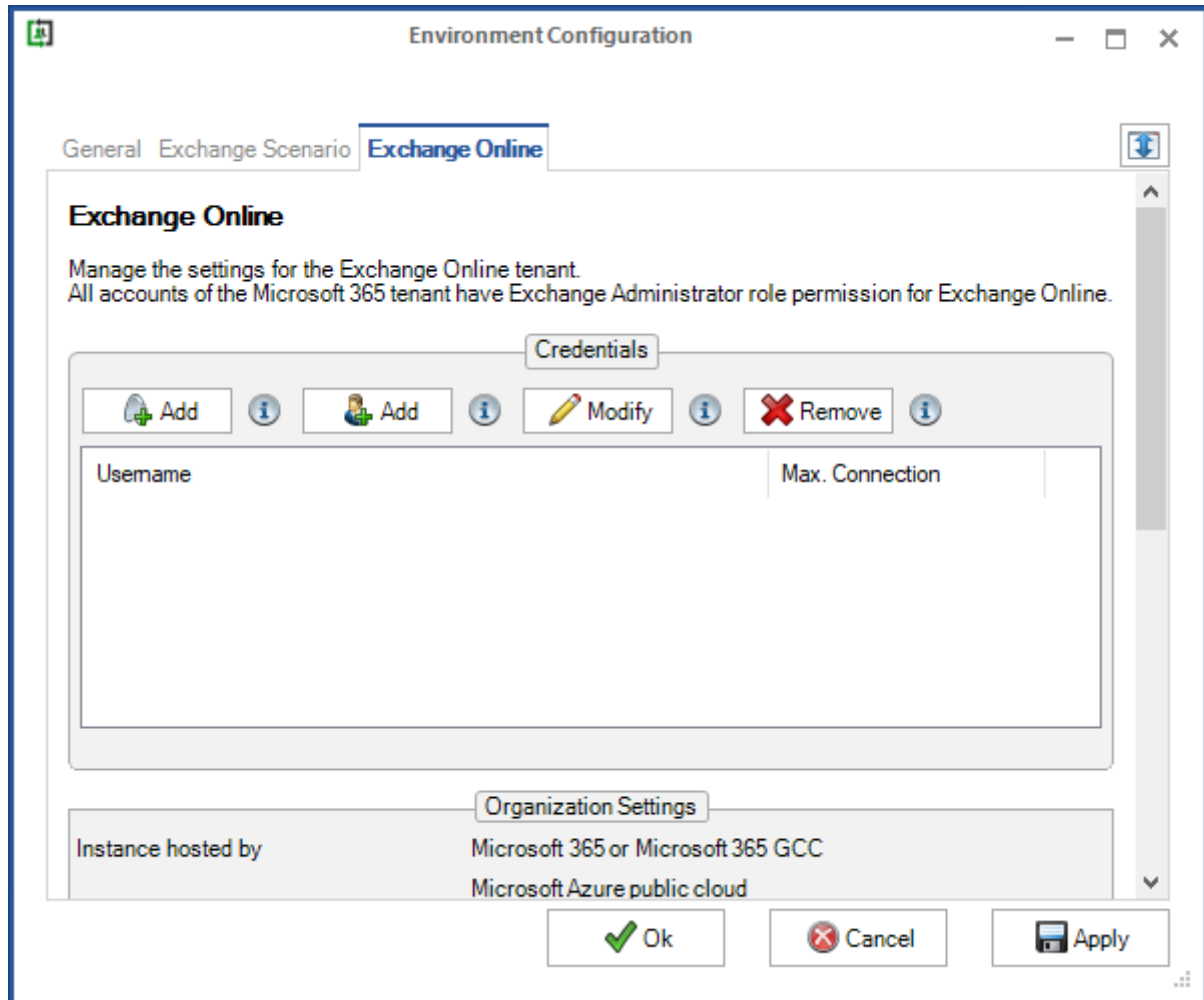 Environment Configuration
General Exchange Scenario Exchange Online
Exchange Online
Manage the settings for the Exchange Online tenant.
All accounts of the Microsoft 365 tenant have Exchange Administrator role permission for Exchange Online.
Credentials
Add Add Modify Remove
Username Max. Connection
Organization Settings
Instance hosted by Microsoft 365 or Microsoft 365 GCC
Microsoft Azure public cloud
Ok Cancel Apply